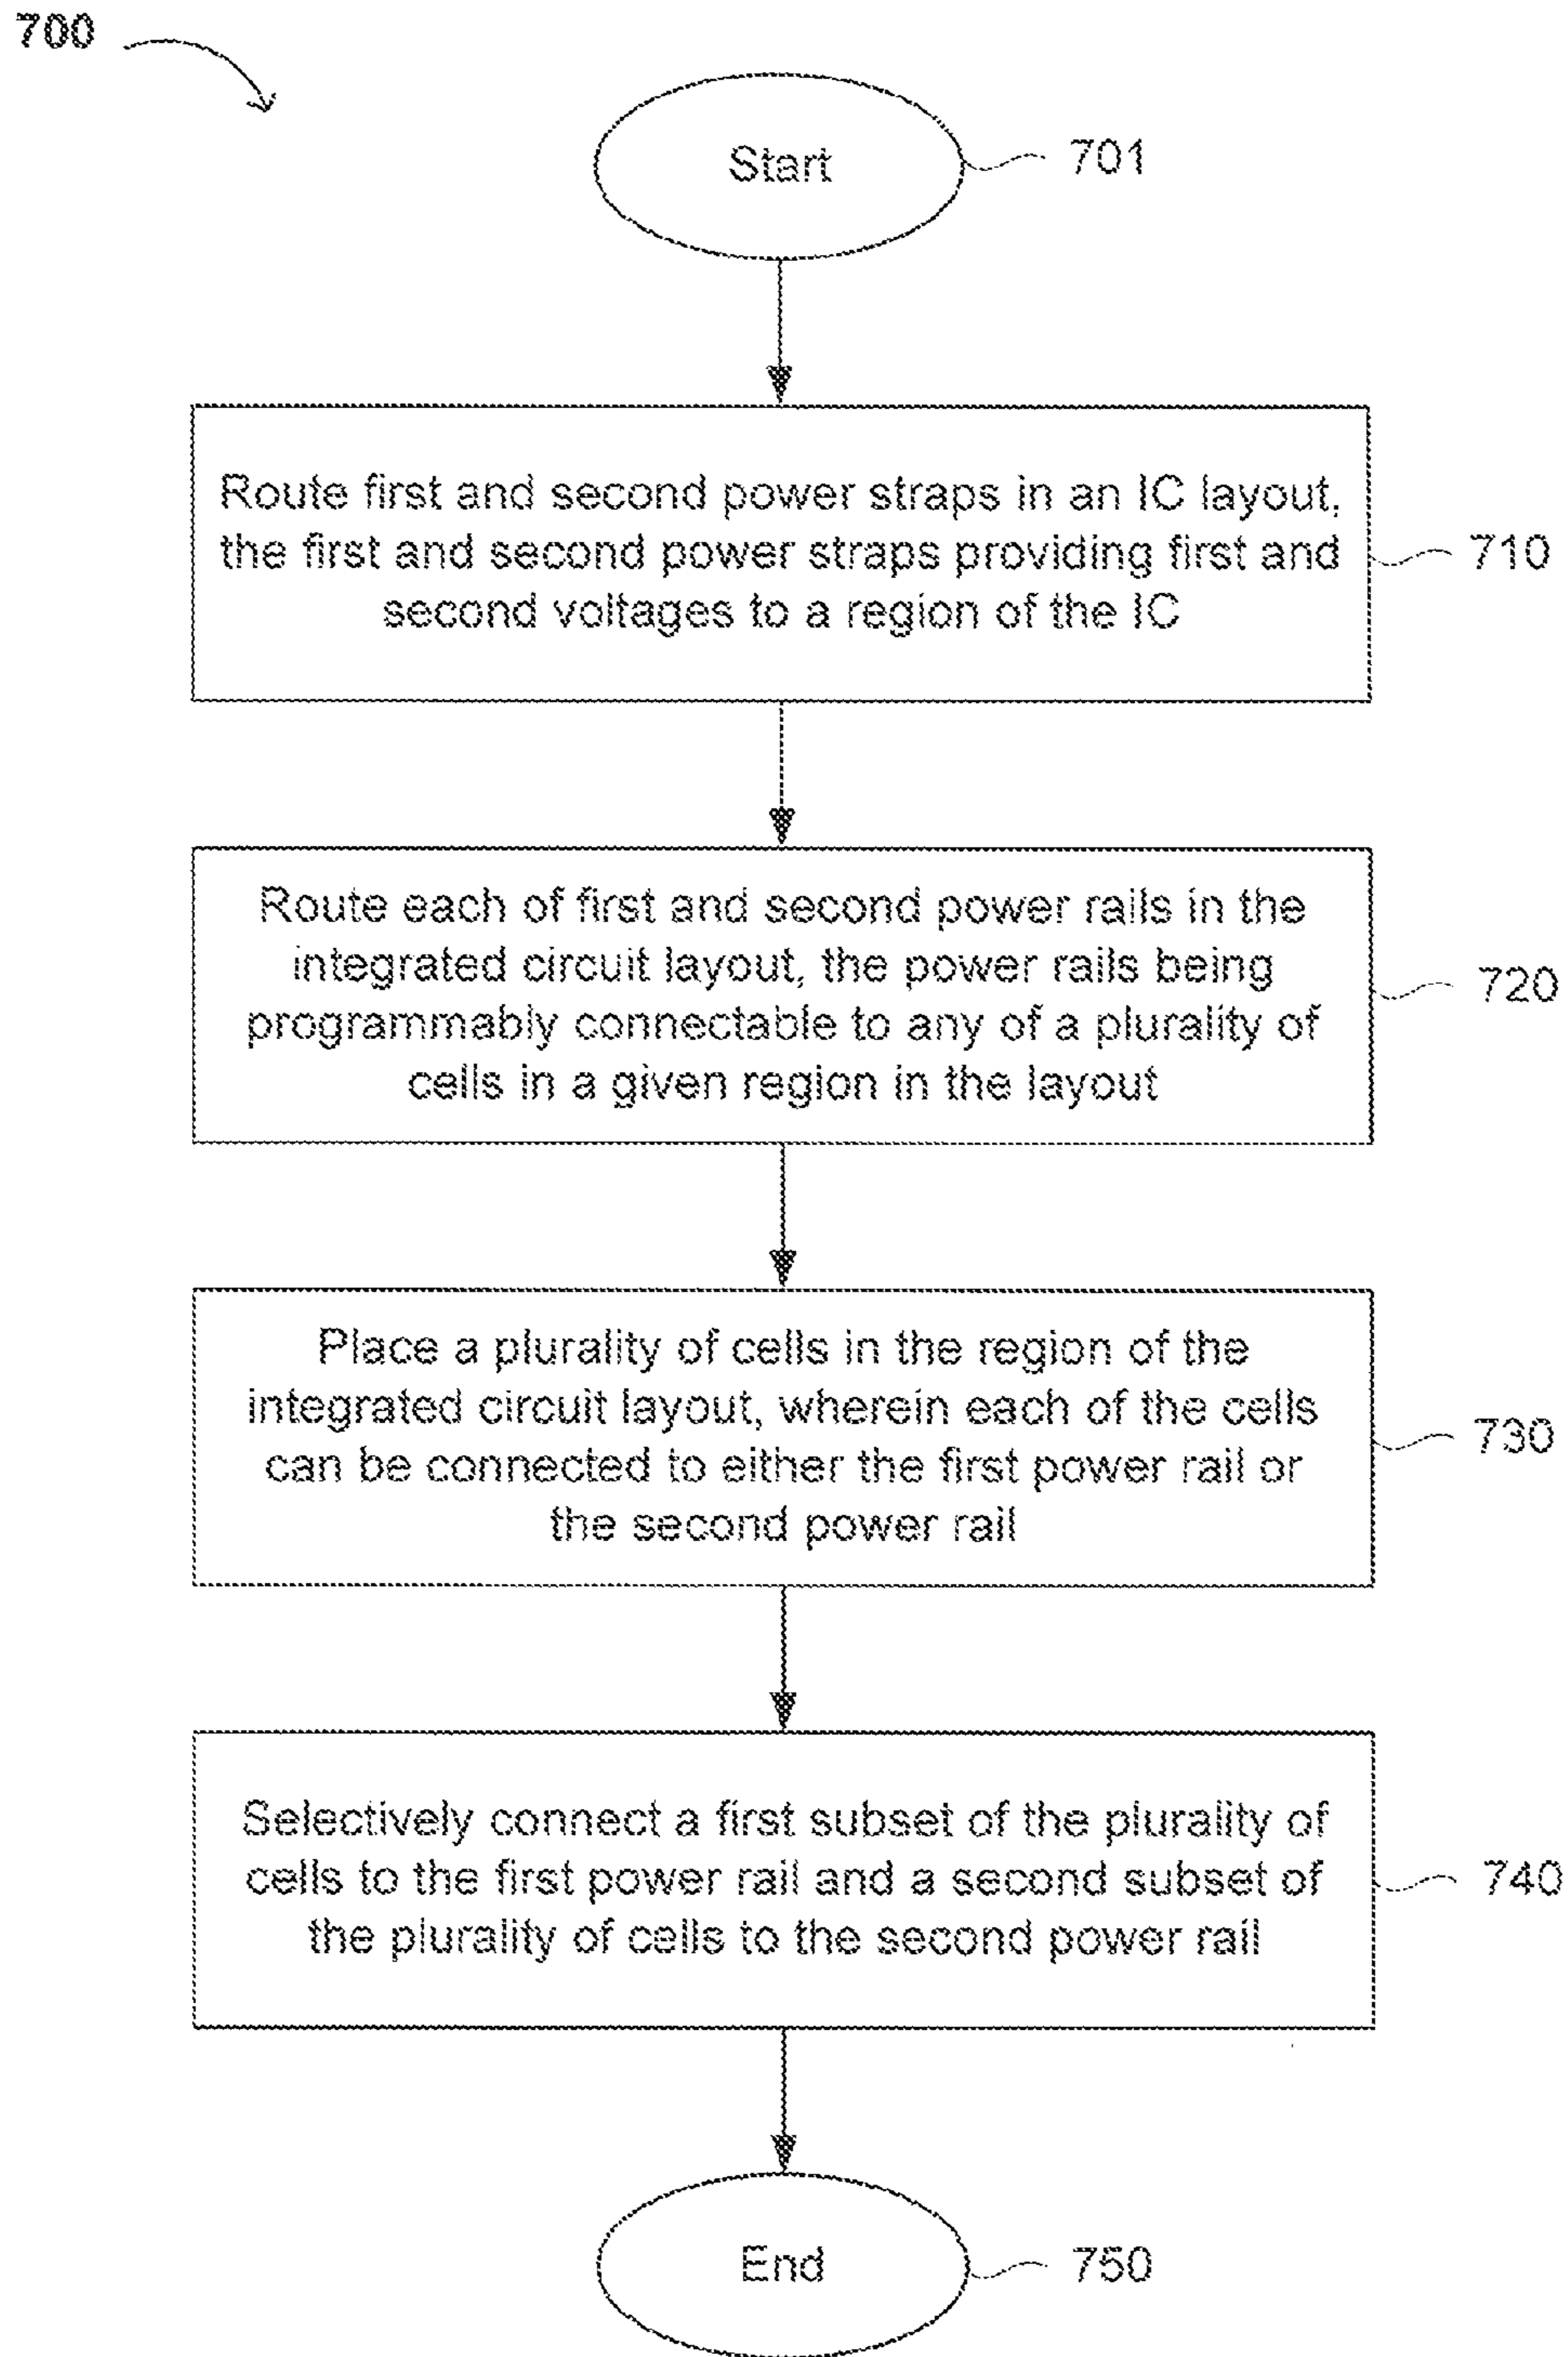 700
Start
701
Route first and second power straps in an IC layout,
the first and second power straps providing first and
second voltages to a region of the IC
710
Route each of first and second power rails in the
integrated circuit layout, the power rails being
programmably connectable to any of a plurality of
cells in a given region in the layout
720
Place a plurality of cells in the region of the
integrated circuit layout, wherein each of the cells
can be connected to either the first power rail or
the second power rail
730
Selectively connect a first subset of the plurality of
cells to the first power rail and a second subset of
the plurality of cells to the second power rail
740
End
750